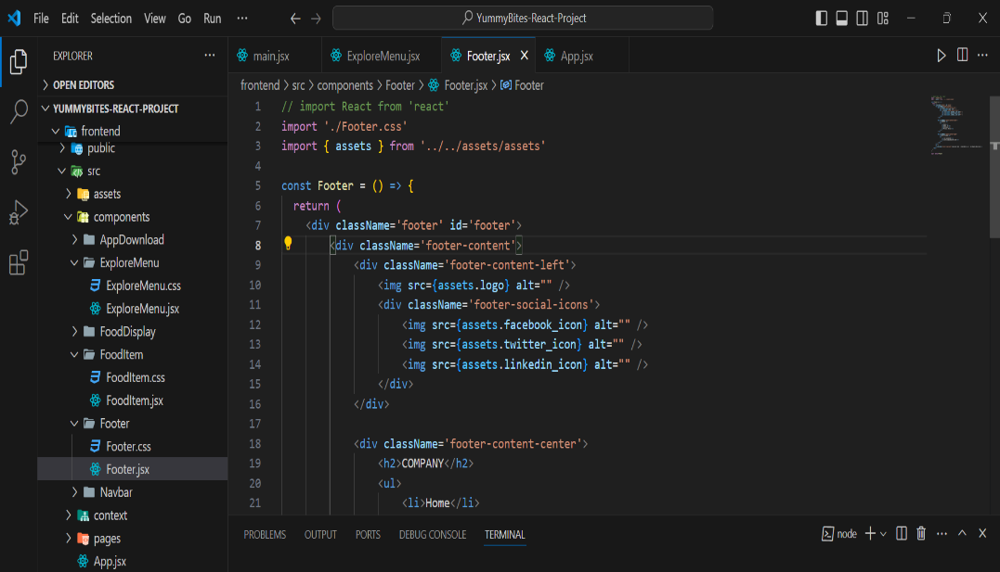 File Edit Selection View Go Run ··· YummyBites-React-Project
EXPLORER ···
OPEN EDITORS
YUMMYBITES-REACT-PROJECT
frontend
public
src
assets
components
AppDownload
ExploreMenu
ExploreMenu.css
ExploreMenu.jsx
FoodDisplay
FoodItem
FoodItem.css
FoodItem.jsx
Footer
Footer.css
Footer.jsx
Navbar
context
pages
App.jsx
main.jsx ExploreMenu.jsx Footer.jsx App.jsx
frontend > src > components > Footer > Footer.jsx > Footer
1 // import React from 'react'
2 import './Footer.css'
3 import { assets } from '../../assets/assets'
4
5 const Footer = () => {
6 return (
7 <div className='footer' id='footer'>
8 <div className='footer-content'>
9 <div className='footer-content-left'>
10 <img src={assets.logo} alt="" />
11 <div className='footer-social-icons'>
12 <img src={assets.facebook_icon} alt="" />
13 <img src={assets.twitter_icon} alt="" />
14 <img src={assets.linkedin_icon} alt="" />
15 </div>
16 </div>
17
18 <div className='footer-content-center'>
19 <h2>COMPANY</h2>
20 <ul>
21 <li>Home</li>
PROBLEMS OUTPUT PORTS DEBUG CONSOLE TERMINAL node